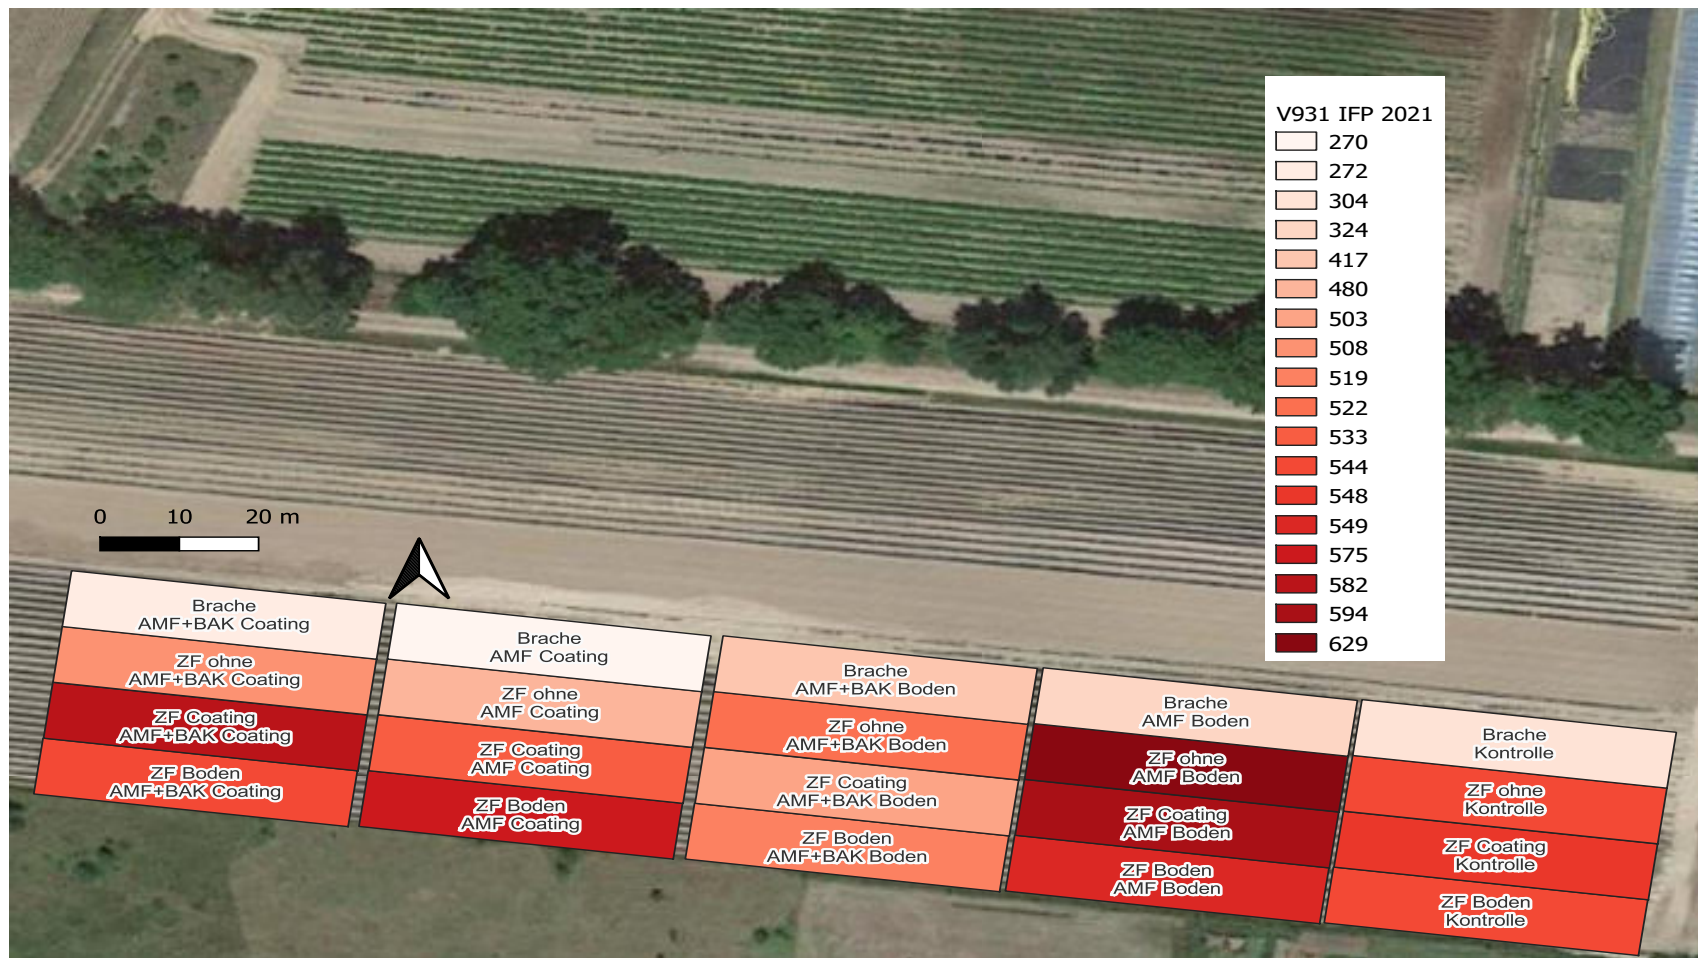 V931 IFP 2021
270
272
304
324
417
480
503
508
519
522
533
544
548
549
575
582
594
629
0 10 20 m
Brache
AMF+BAK Coating
ZF ohne
AMF+BAK Coating
ZF Coating
AMF+BAK Coating
ZF Boden
AMF+BAK Coating
Brache
AMF Coating
ZF ohne
AMF Coating
ZF Coating
AMF Coating
ZF Boden
AMF Coating
Brache
AMF+BAK Boden
ZF ohne
AMF+BAK Boden
ZF Coating
AMF+BAK Boden
ZF Boden
AMF+BAK Boden
Brache
AMF Boden
ZF ohne
AMF Boden
ZF Coating
AMF Boden
ZF Boden
AMF Boden
Brache
Kontrolle
ZF ohne
Kontrolle
ZF Coating
Kontrolle
ZF Boden
Kontrolle